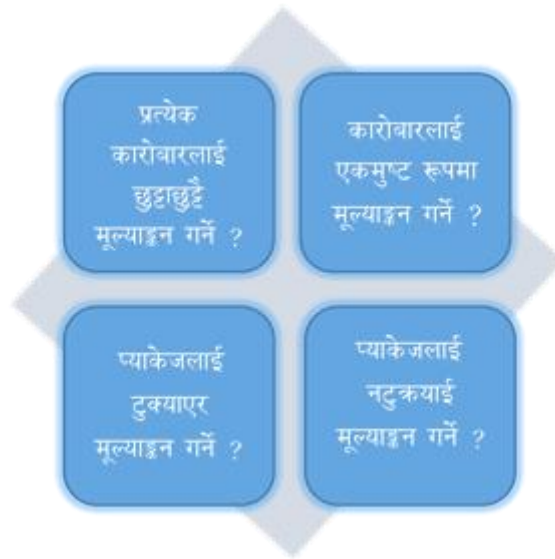 प्रत्येक
कारोबारलाई
छुट्टाछुट्टै
मूल्याङ्कन गर्ने ?
कारोबारलाई
एकमुष्ट रूपमा
मूल्याङ्कन गर्ने ?
प्याकेजलाई
टुक्र्याएर
मूल्याङ्कन गर्ने ?
प्याकेजलाई
नटुक्रयाई
मूल्याङ्कन गर्ने ?